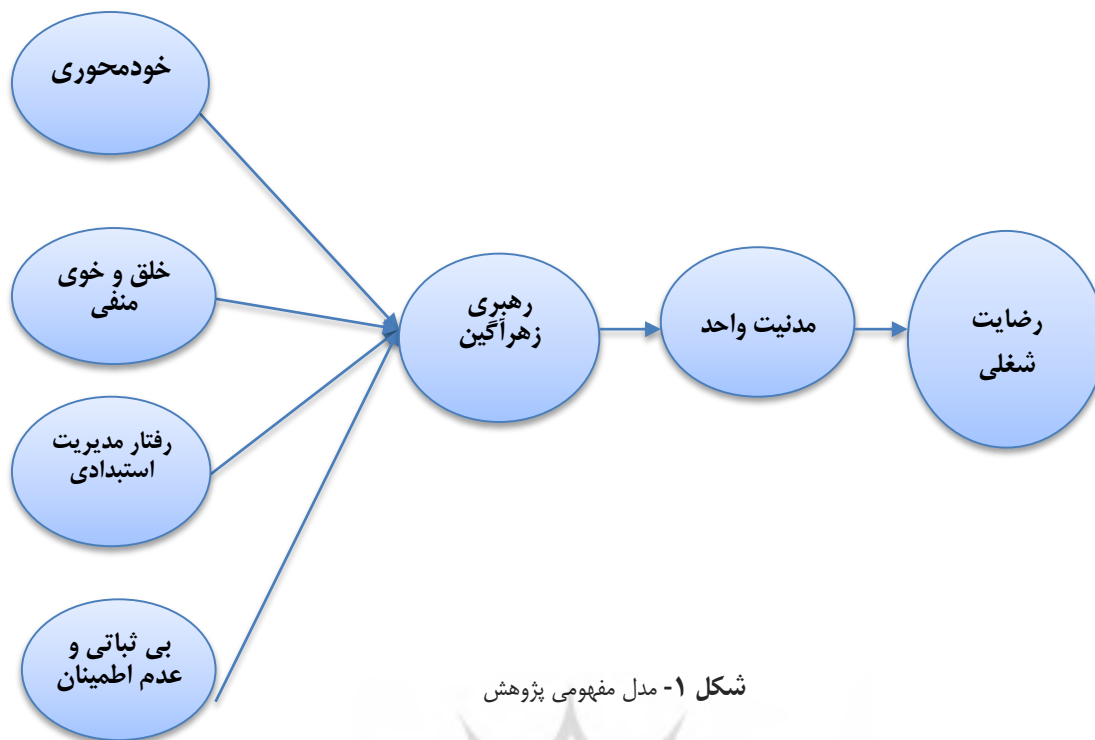 خودمحوری
خلق و خوی
منفی
رفتار مدیریت
استبدادی
بی ثباتی و
عدم اطمینان
رهبری
زهرآگین
مدنیت واحد
رضایت
شغلی
شکل ۱- مدل مفهومی پژوهش